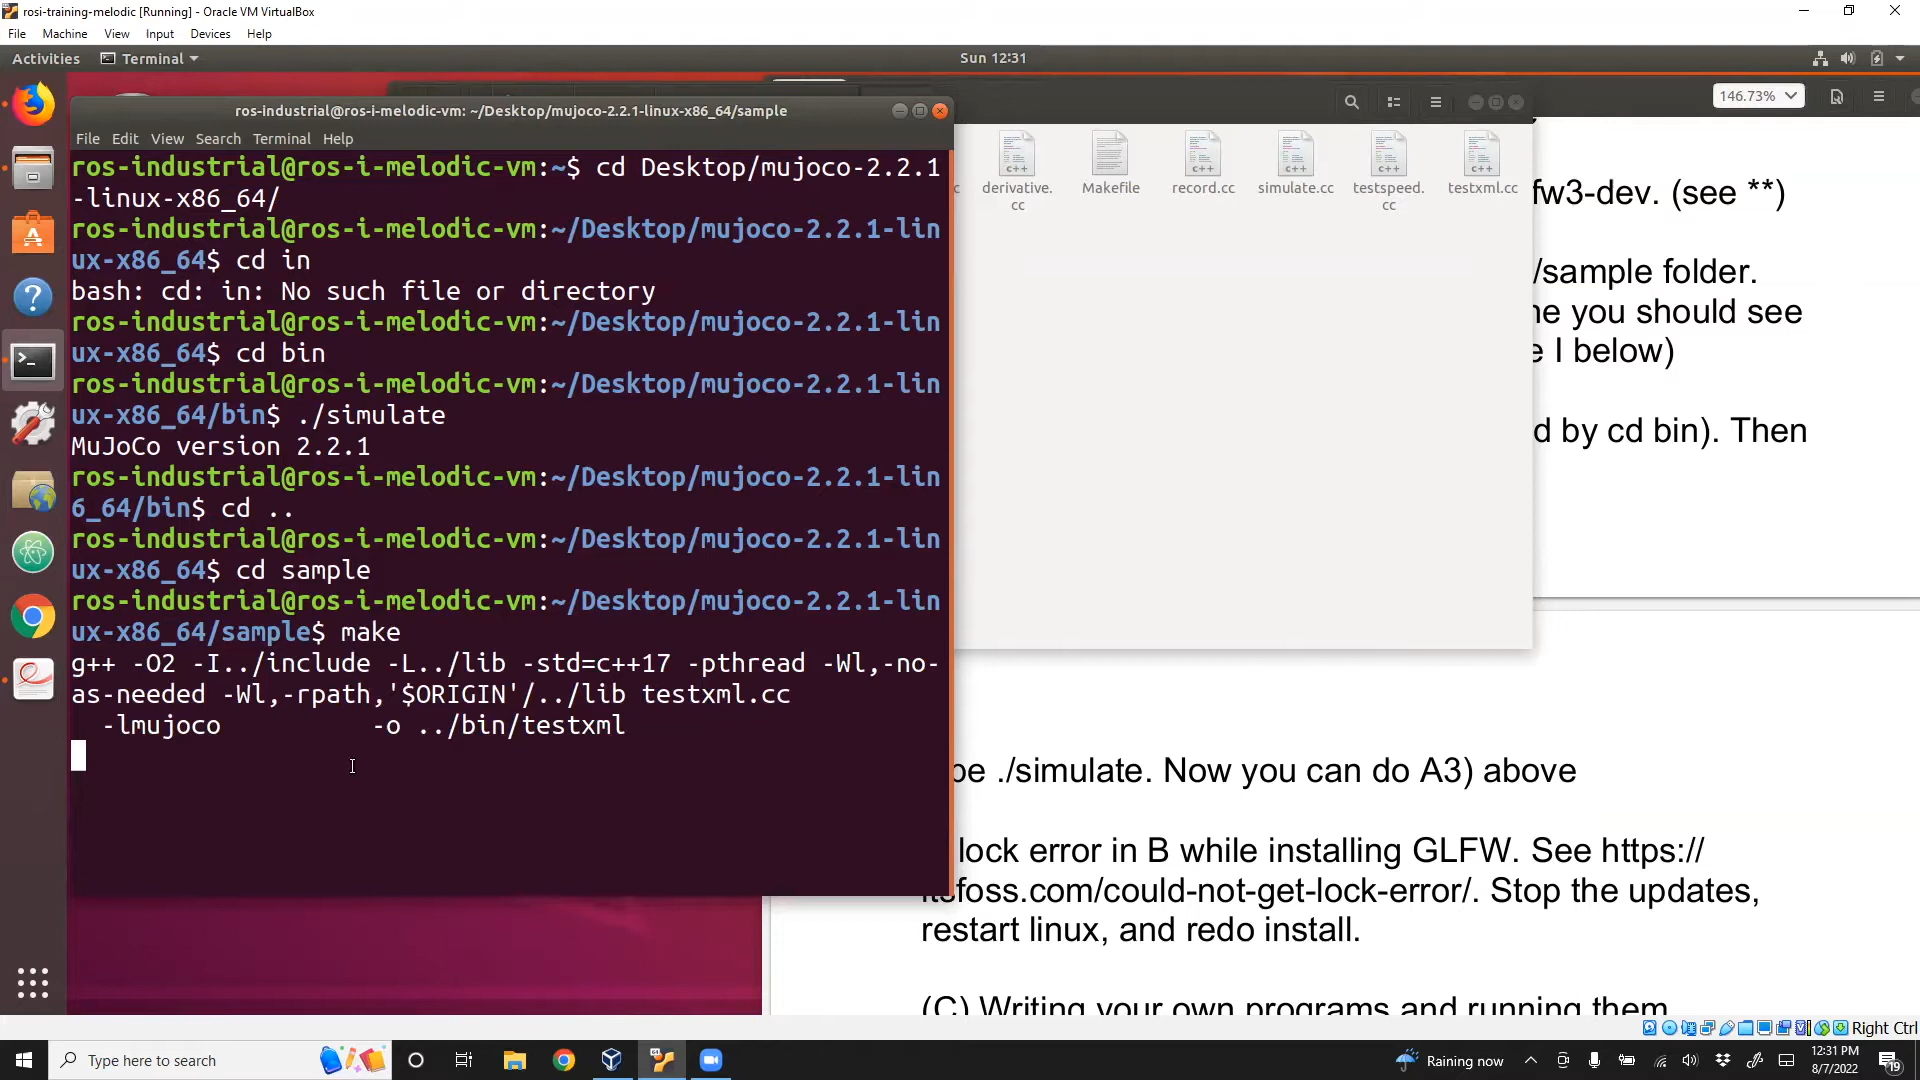 rosi-training-melodic [Running] - Oracle VM VirtualBox
File Machine View Input Devices Help
Activities Terminal Sun 12:31
ros-industrial@ros-i-melodic-vm: ~/Desktop/mujoco-2.2.1-linux-x86_64/sample
File Edit View Search Terminal Help
ros-industrial@ros-i-melodic-vm:~$ cd Desktop/mujoco-2.2.1
-linux-x86_64/
ros-industrial@ros-i-melodic-vm:~/Desktop/mujoco-2.2.1-lin
ux-x86_64$ cd in
bash: cd: in: No such file or directory
ros-industrial@ros-i-melodic-vm:~/Desktop/mujoco-2.2.1-lin
ux-x86_64$ cd bin
ros-industrial@ros-i-melodic-vm:~/Desktop/mujoco-2.2.1-lin
ux-x86_64/bin$ ./simulate
MuJoCo version 2.2.1
ros-industrial@ros-i-melodic-vm:~/Desktop/mujoco-2.2.1-lin
6_64/bin$ cd ..
ros-industrial@ros-i-melodic-vm:~/Desktop/mujoco-2.2.1-lin
ux-x86_64$ cd sample
ros-industrial@ros-i-melodic-vm:~/Desktop/mujoco-2.2.1-lin
ux-x86_64/sample$ make
g++ -O2 -I../include -L../lib -std=c++17 -pthread -Wl,-no-
as-needed -Wl,-rpath,'$ORIGIN'/../lib testxml.cc
-lmujoco -o ../bin/testxml
c++ c++ c++ c++ c++
c derivative. Makefile record.cc simulate.cc testspeed. testxml.cc
cc cc
146.73%
fw3-dev. (see **)
/sample folder.
ne you should see
e I below)
d by cd bin). Then
pe ./simulate. Now you can do A3) above
lock error in B while installing GLFW. See https://
itsfoss.com/could-not-get-lock-error/. Stop the updates,
restart linux, and redo install.
(C) Writing your own programs and running them
Right Ctrl
Type here to search
64
Raining now
12:31 PM
8/7/2022
19